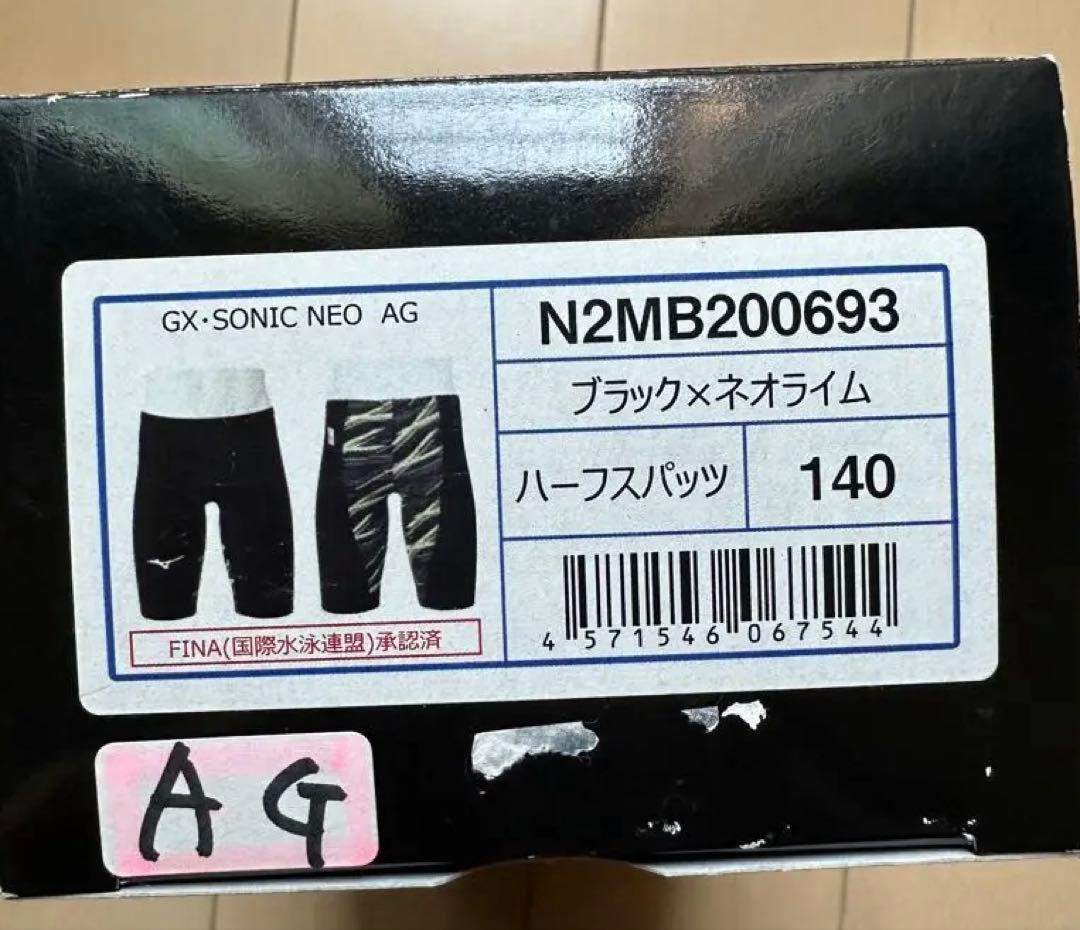 GX・SONIC NEO AG
N2MB200693
ブラック×ネオライム
ハーフスパッツ
140
FINA(国際水泳連盟)承認済
4 571546 067544
AG